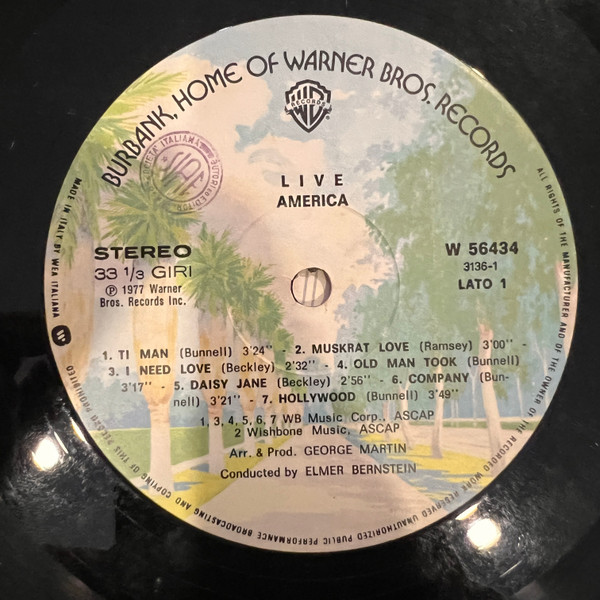 BURBANK, HOME OF WARNER BROS. RECORDS
RECORDS
SIAE
LIVE
AMERICA
STEREO
33 1/3 GIRI
Ⓟ 1977 Warner
Bros. Records Inc.
W 56434
3136-1
LATO 1
1. TI MAN (Bunnell) 3'24'' - 2. MUSKRAT LOVE (Ramsey) 3'00'' -
3. I NEED LOVE (Beckley) 2'32'' - 4. OLD MAN TOOK (Bunnell)
3'17'' - 5. DAISY JANE (Beckley) 2'56'' - 6. COMPANY (Bun-
nell) 3'21'' - 7. HOLLYWOOD (Bunnell) 3'49''
1, 3, 4, 5, 6, 7 WB Music Corp., ASCAP
2 Wishbone Music, ASCAP
Arr. & Prod. GEORGE MARTIN
Conducted by ELMER BERNSTEIN
MADE IN ITALY BY WEA ITALIANA
ALL RIGHTS OF THE MANUFACTURER AND OF THE OWNER OF THE RECORDED WORK RESERVED UNAUTHORIZED PUBLIC PERFORMANCE BROADCASTING AND COPYING OF THIS RECORD PROHIBITED